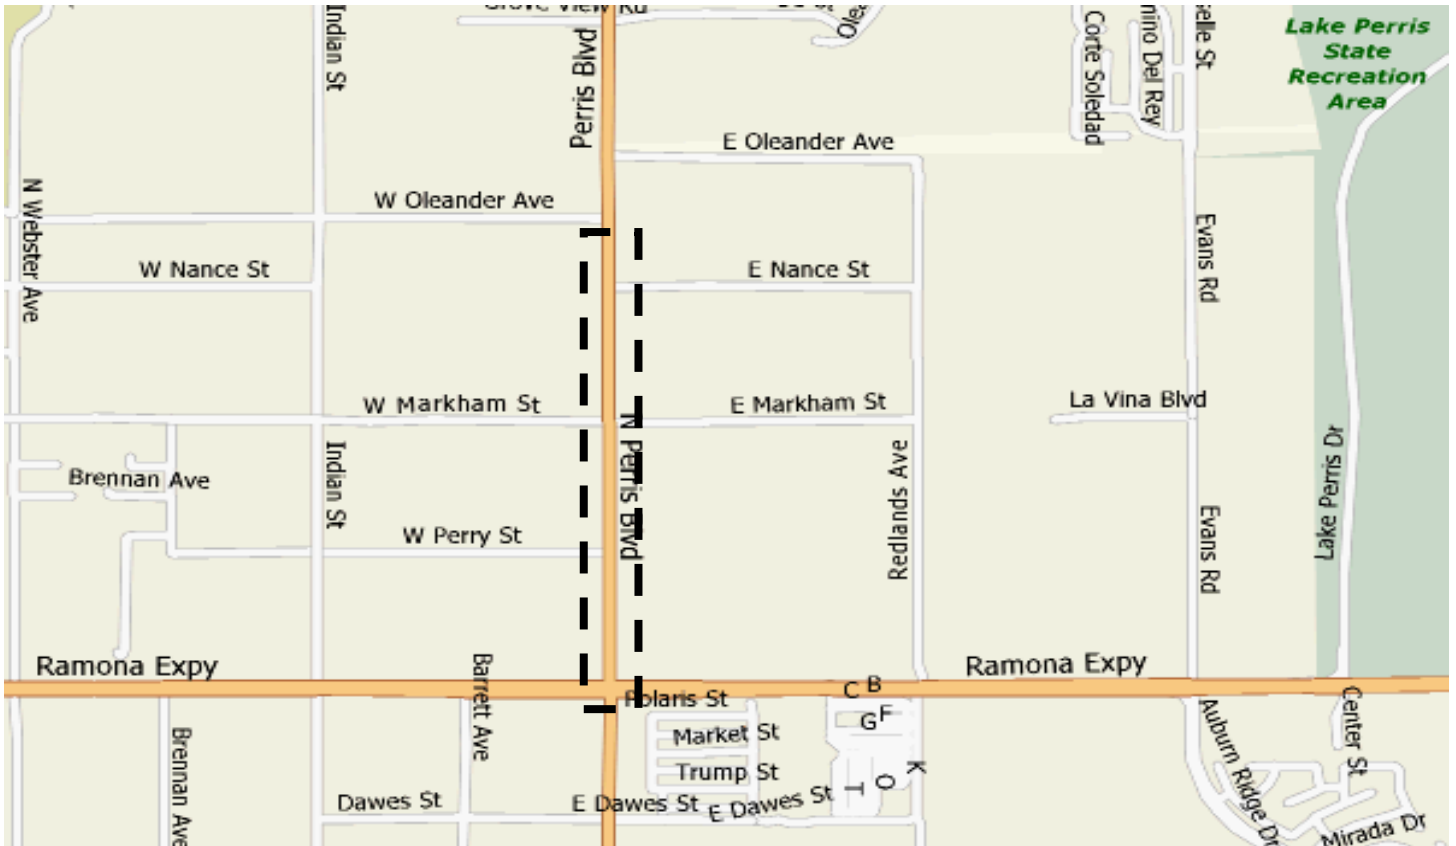 Grove View Rd
Indian St
Perris Blvd
Corte Soledad
Lake Perris
State
Recreation
Area
E Oleander Ave
W Oleander Ave
N Webster Ave
W Nance St
E Nance St
Evans Rd
W Markham St
E Markham St
La Vina Blvd
N Perris Blvd
Indian St
Brennan Ave
Redlands Ave
Lake Perris Dr
W Perry St
Evans Rd
Ramona Expy
Barrett Ave
Ramona Expy
Polaris St
C B
G F
Market St
Trump St
K
O
T
Brennan Ave
Dawes St
E Dawes St
E Dawes St
Auburn Ridge Dr
Center St
Mirada Dr